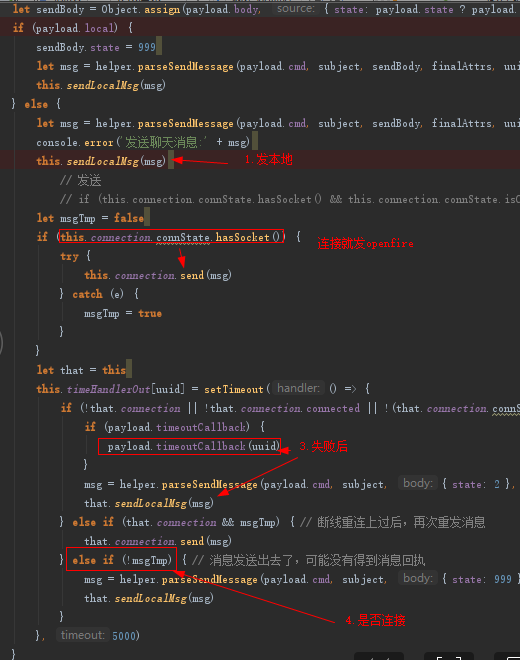 let sendBody = Object.assign(payload.body, source: { state: payload.state ? payload.
if (payload.local) {
sendBody.state = 999
let msg = helper.parseSendMessage(payload.cmd, subject, sendBody, finalAttrs, uui
this.sendLocalMsg(msg)
} else {
let msg = helper.parseSendMessage(payload.cmd, subject, sendBody, finalAttrs, uui
console.error('发送聊天消息:' + msg)
this.sendLocalMsg(msg) 1.发本地
// 发送
// if (this.connection.connState.hasSocket() && this.connection.connState.isC
let msgTmp = false
if (this.connection.connState.hasSocket()) { 连接就发openfire
try {
this.connection.send(msg)
} catch (e) {
msgTmp = true
}
}
let that = this
this.timeHandlerOut[uuid] = setTimeout( handler: () => {
if (!that.connection || !that.connection.connected || !(that.connection.connS
if (payload.timeoutCallback) {
payload.timeoutCallback(uuid) 3.失败后
}
msg = helper.parseSendMessage(payload.cmd, subject, body: { state: 2 },
that.sendLocalMsg(msg)
} else if (that.connection && msgTmp) { // 断线重连上过后，再次重发消息
that.connection.send(msg)
} else if (!msgTmp) { // 消息发送出去了，可能没有得到消息回执
msg = helper.parseSendMessage(payload.cmd, subject, body: { state: 999 }
that.sendLocalMsg(msg)
} 4.是否连接
}, timeout: 5000)
}